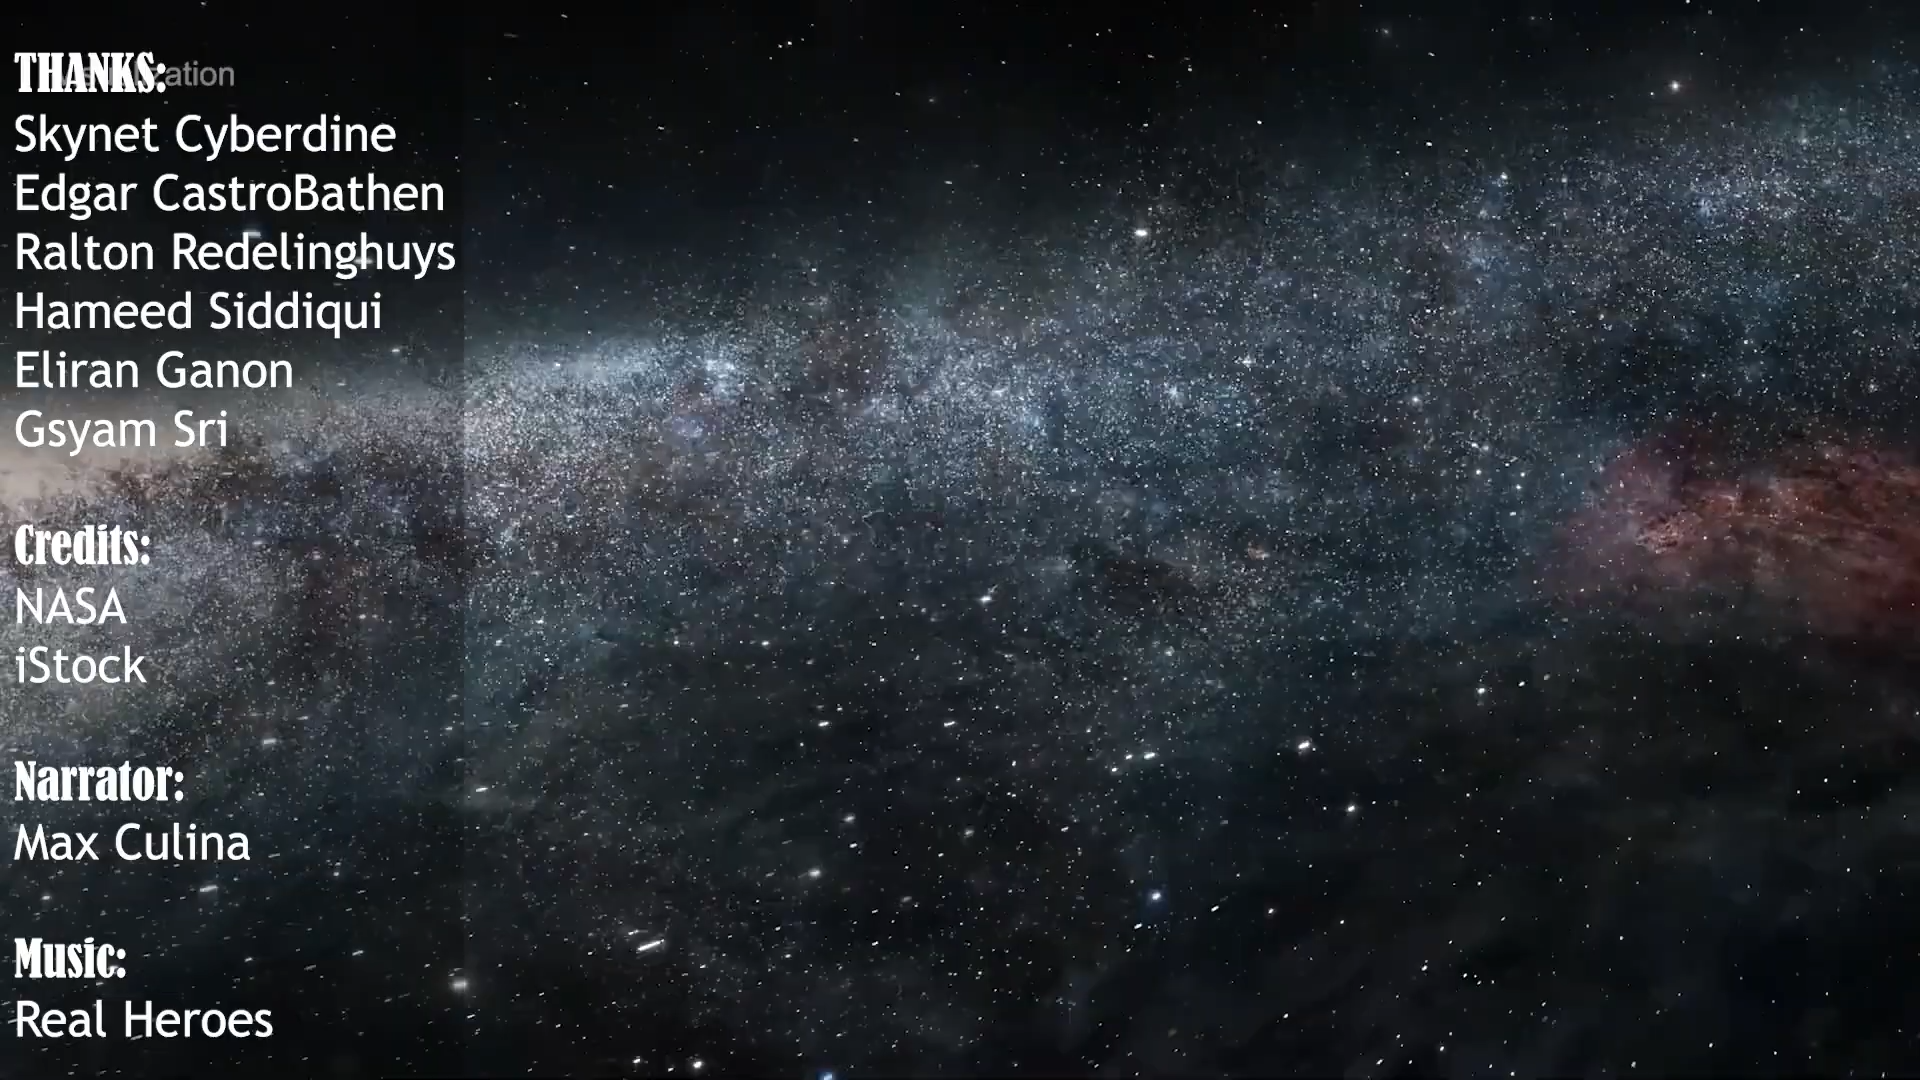 THANKS:
Skynet Cyberdine
Edgar CastroBathen
Ralton Redelinghuys
Hameed Siddiqui
Eliran Ganon
Gsyam Sri
Credits:
NASA
iStock
Narrator:
Max Culina
Music:
Real Heroes